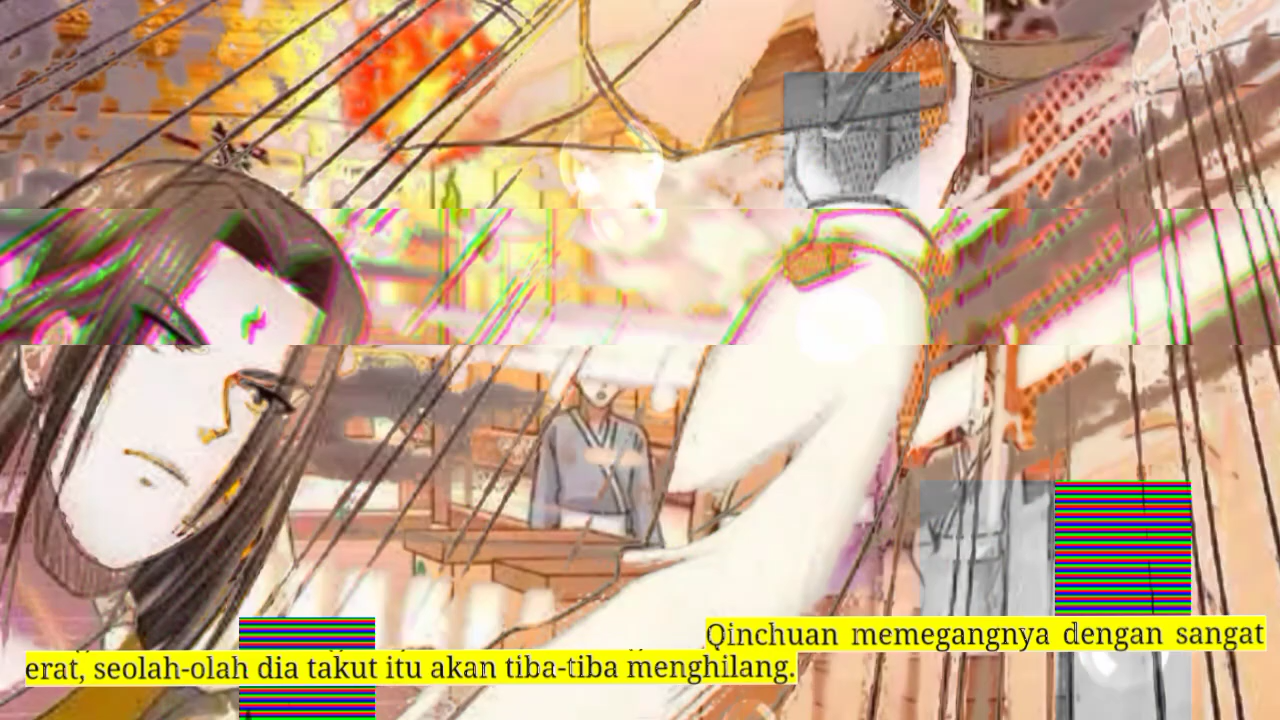 Qinchuan memegangnya dengan sangat
erat, seolah-olah dia takut itu akan tiba-tiba menghilang.